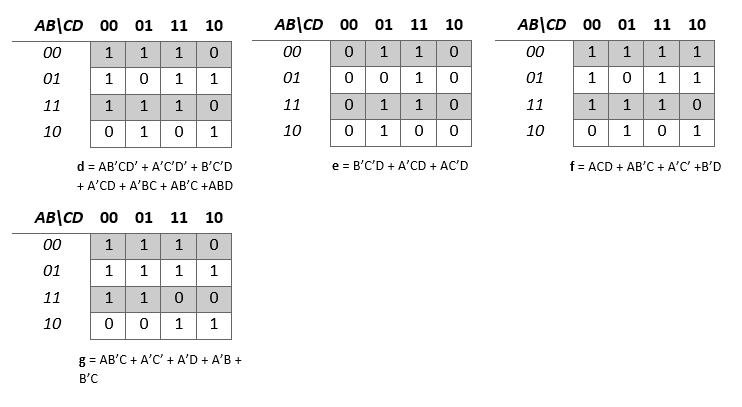 AB\CD 00 01 11 10
00 1 1 1 0
01 1 0 1 1
11 1 1 1 0
10 0 1 0 1
d = AB’CD’ + A’C’D’ + B’C’D
+ A’CD + A’BC + AB’C +ABD
AB\CD 00 01 11 10
00 0 1 1 0
01 0 0 1 0
11 0 1 1 0
10 0 1 0 0
e = B’C’D + A’CD + AC’D
AB\CD 00 01 11 10
00 1 1 1 1
01 1 0 1 1
11 1 1 1 0
10 0 1 0 1
f = ACD + AB’C + A’C’ +B’D
AB\CD 00 01 11 10
00 1 1 1 0
01 1 1 1 1
11 1 1 0 0
10 0 0 1 1
g = AB’C + A’C’ + A’D + A’B +
B’C